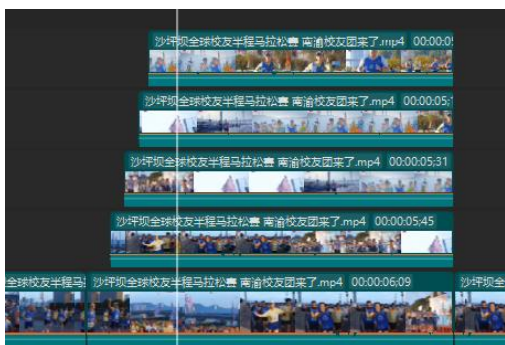 沙坪坝全球校友半程马拉松赛 南渝校友团来了.mp4 00:00:0
沙坪坝全球校友半程马拉松赛 南渝校友团来了.mp4 00:00:05;
沙坪坝全球校友半程马拉松赛 南渝校友团来了.mp4 00:00:05;31
沙坪坝全球校友半程马拉松赛 南渝校友团来了.mp4 00:00:05;45
全球校友半程马 沙坪坝全球校友半程马拉松赛 南渝校友团来了.mp4 00:00:06;09 沙坪坝全